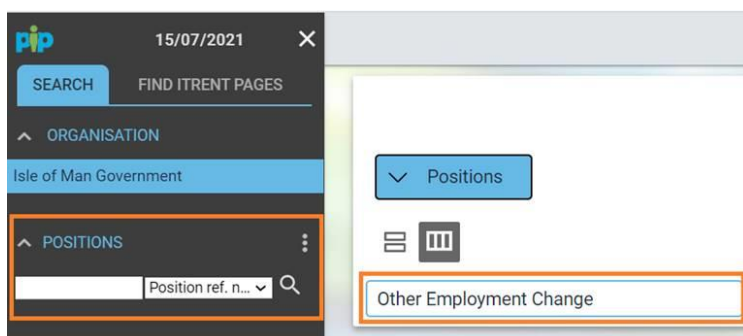 pip 15/07/2021
SEARCH FIND ITRENT PAGES
ORGANISATION
Isle of Man Government
POSITIONS
Position ref. n...
Positions
Other Employment Change